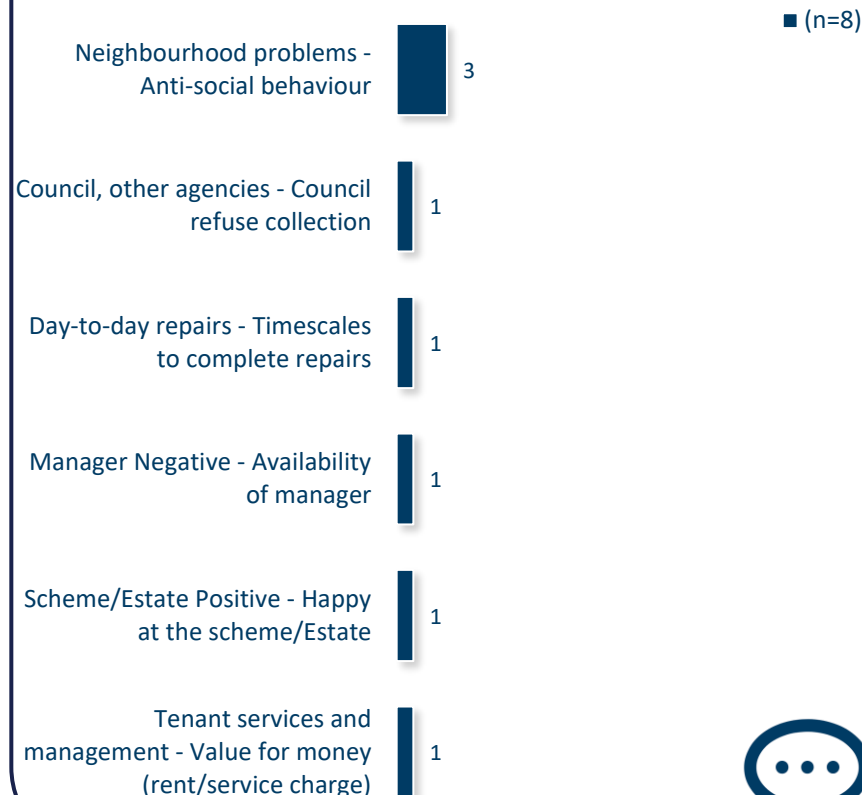 ■ (n=8)
Neighbourhood problems -
Anti-social behaviour
3
Council, other agencies - Council
refuse collection
1
Day-to-day repairs - Timescales
to complete repairs
1
Manager Negative - Availability
of manager
1
Scheme/Estate Positive - Happy
at the scheme/Estate
1
Tenant services and
management - Value for money
(rent/service charge)
1